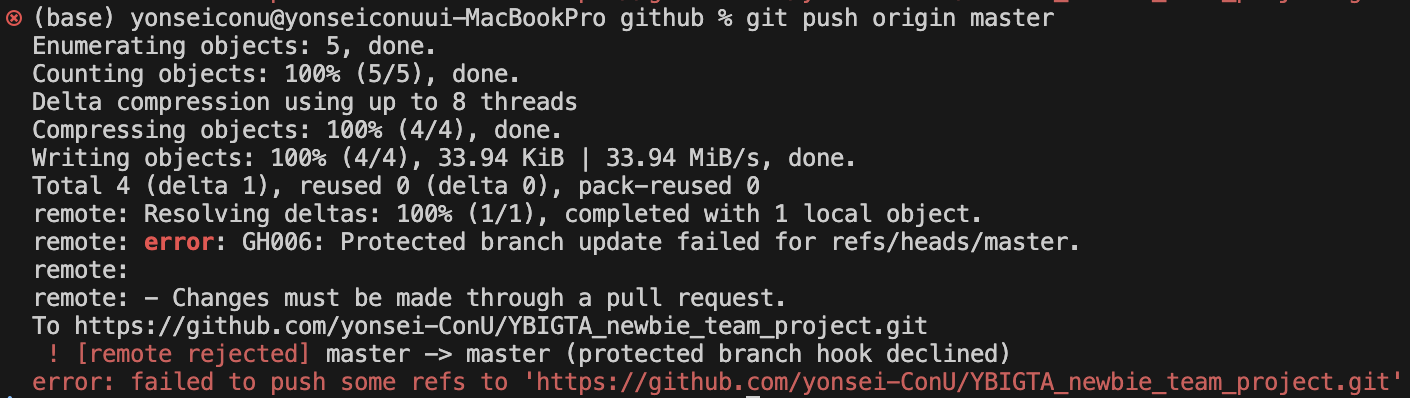 (base) yonseiconu@yonseiconuui-MacBookPro github % git push origin master
Enumerating objects: 5, done.
Counting objects: 100% (5/5), done.
Delta compression using up to 8 threads
Compressing objects: 100% (4/4), done.
Writing objects: 100% (4/4), 33.94 KiB | 33.94 MiB/s, done.
Total 4 (delta 1), reused 0 (delta 0), pack-reused 0
remote: Resolving deltas: 100% (1/1), completed with 1 local object.
remote: error: GH006: Protected branch update failed for refs/heads/master.
remote:
remote: - Changes must be made through a pull request.
To https://github.com/yonsei-ConU/YBIGTA_newbie_team_project.git
 ! [remote rejected] master -> master (protected branch hook declined)
error: failed to push some refs to 'https://github.com/yonsei-ConU/YBIGTA_newbie_team_project.git'